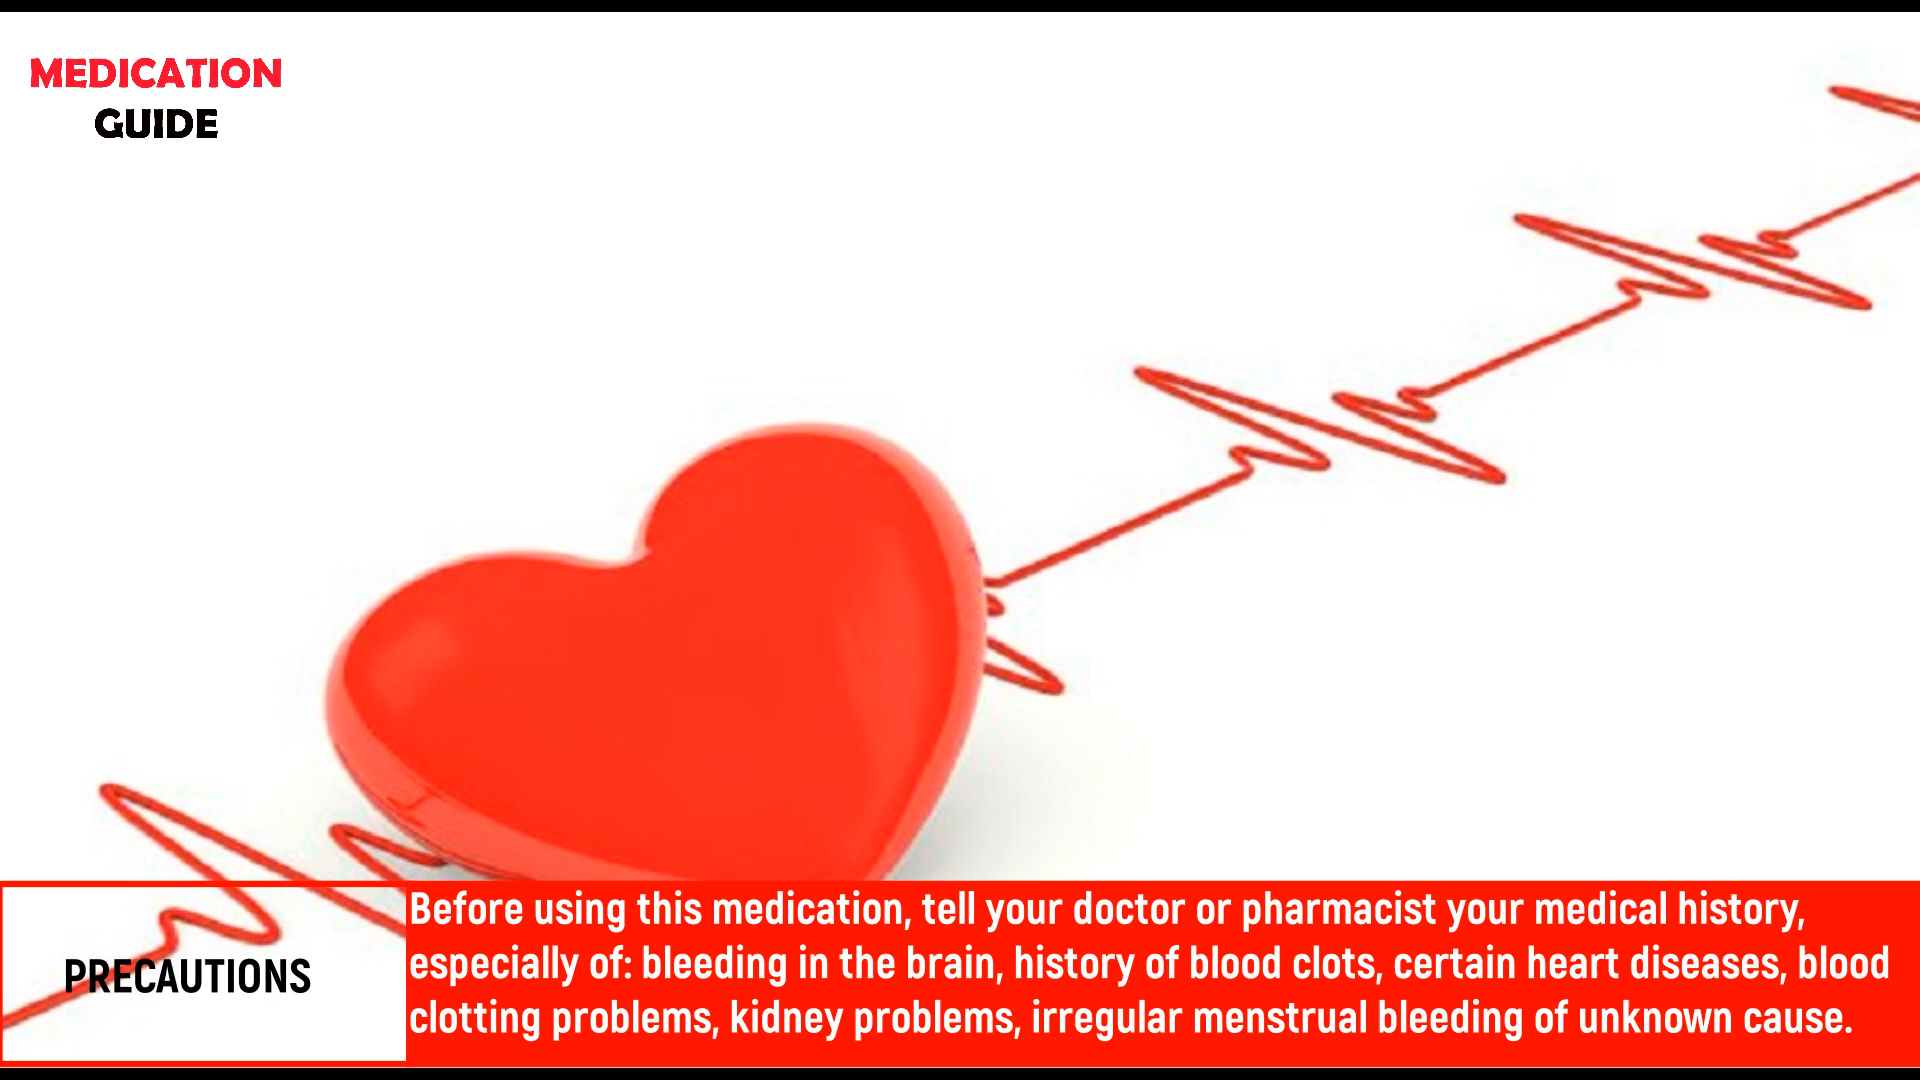 MEDICATION
GUIDE
PRECAUTIONS
Before using this medication, tell your doctor or pharmacist your medical history,
especially of: bleeding in the brain, history of blood clots, certain heart diseases, blood
clotting problems, kidney problems, irregular menstrual bleeding of unknown cause.